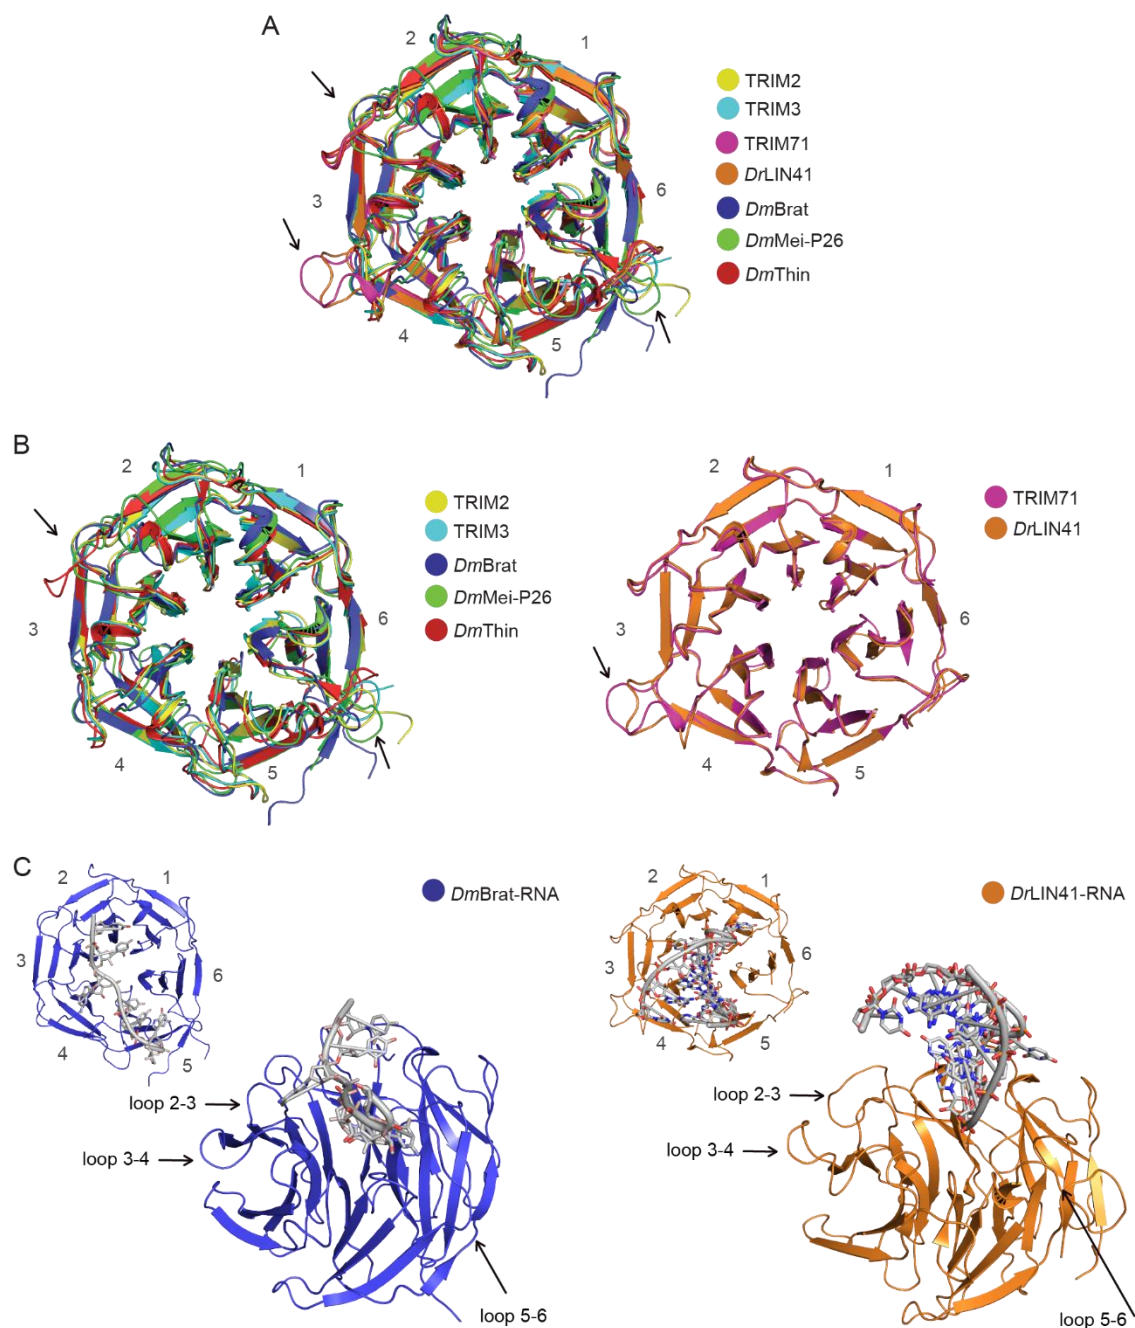 A
2
1
3
6
4
5
TRIM2
TRIM3
TRIM71
DrLIN41
DmBrat
DmMei-P26
DmThin
B
2
1
3
6
4
5
TRIM2
TRIM3
DmBrat
DmMei-P26
DmThin
2
1
3
6
4
5
TRIM71
DrLIN41
C
2
1
3
6
4
5
DmBrat-RNA
loop 2-3
loop 3-4
loop 5-6
2
1
3
6
4
5
DrLIN41-RNA
loop 2-3
loop 3-4
loop 5-6